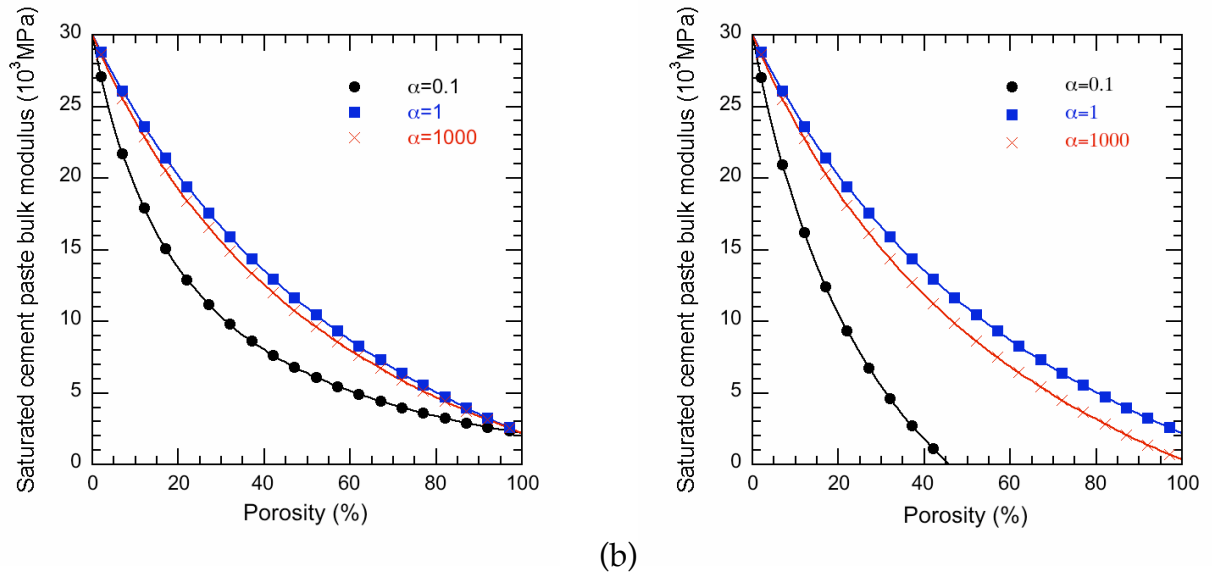 Saturated cement paste bulk modulus (10³MPa)
30
25
20
15
10
5
0
α=0.1
α=1
α=1000
0 20 40 60 80 100
Porosity (%)
Saturated cement paste bulk modulus (10³MPa)
30
25
20
15
10
5
0
α=0.1
α=1
α=1000
0 20 40 60 80 100
Porosity (%)
(b)